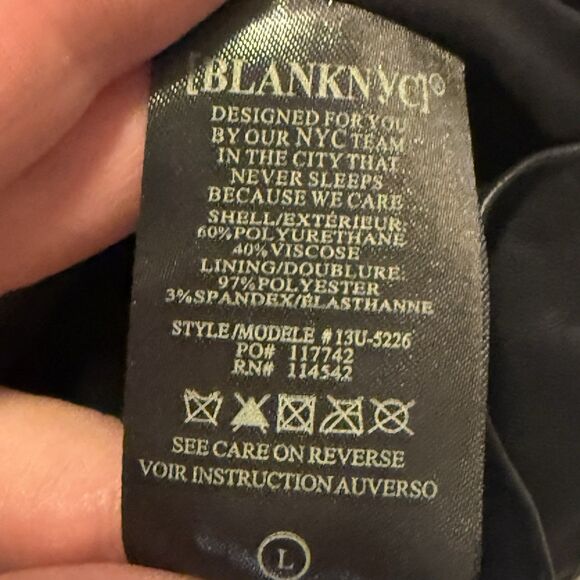 [BLANKNYC]®
DESIGNED FOR YOU
BY OUR NYC TEAM
IN THE CITY THAT
NEVER SLEEPS
BECAUSE WE CARE
SHELL/EXTÉRIEUR:
60%POLYURETHANE
40%VISCOSE
LINING/DOUBLURE:
97%POLYESTER
3%SPANDEX/ÉLASTHANNE
STYLE/MODELE #13U-5226
PO# 117742
RN# 114542
SEE CARE ON REVERSE
VOIR INSTRUCTION AUVERSO
L